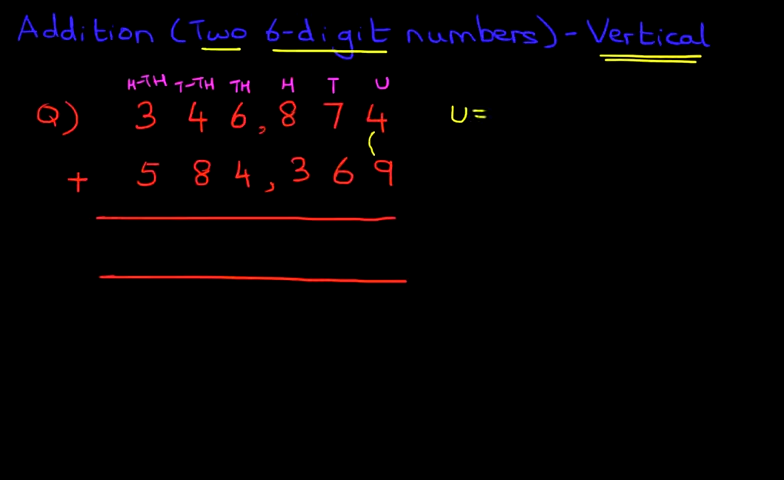 Addition (Two 6-digit numbers) - Vertical
H-TH T-TH TH H T U
Q) 3 4 6, 8 7 4 U=
+ 5 8 4, 3 6 9